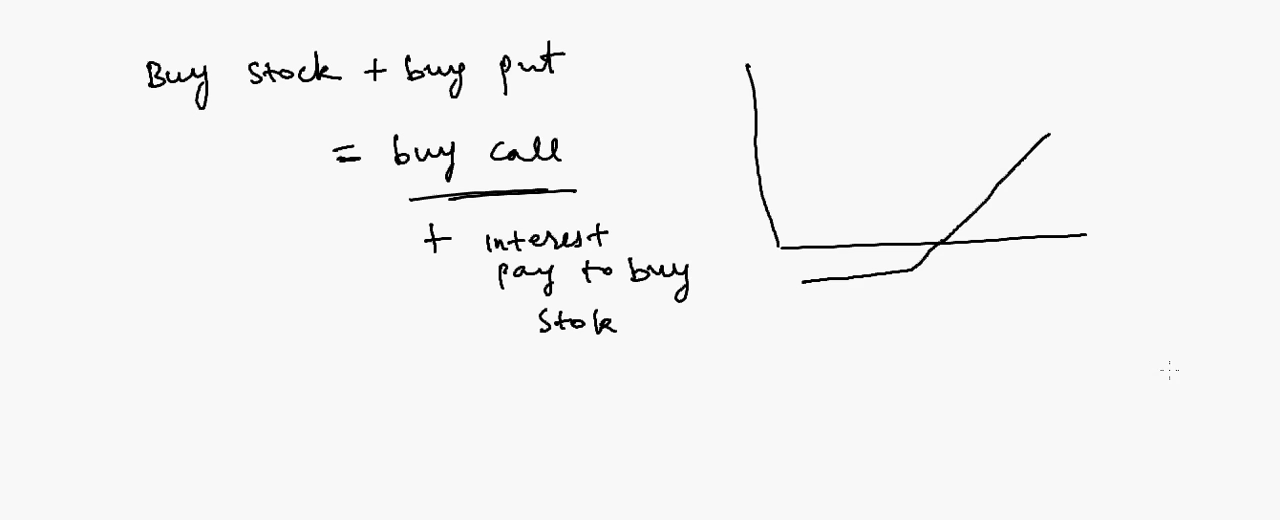 Buy stock + buy put
= buy call
+ interest
pay to buy
stok